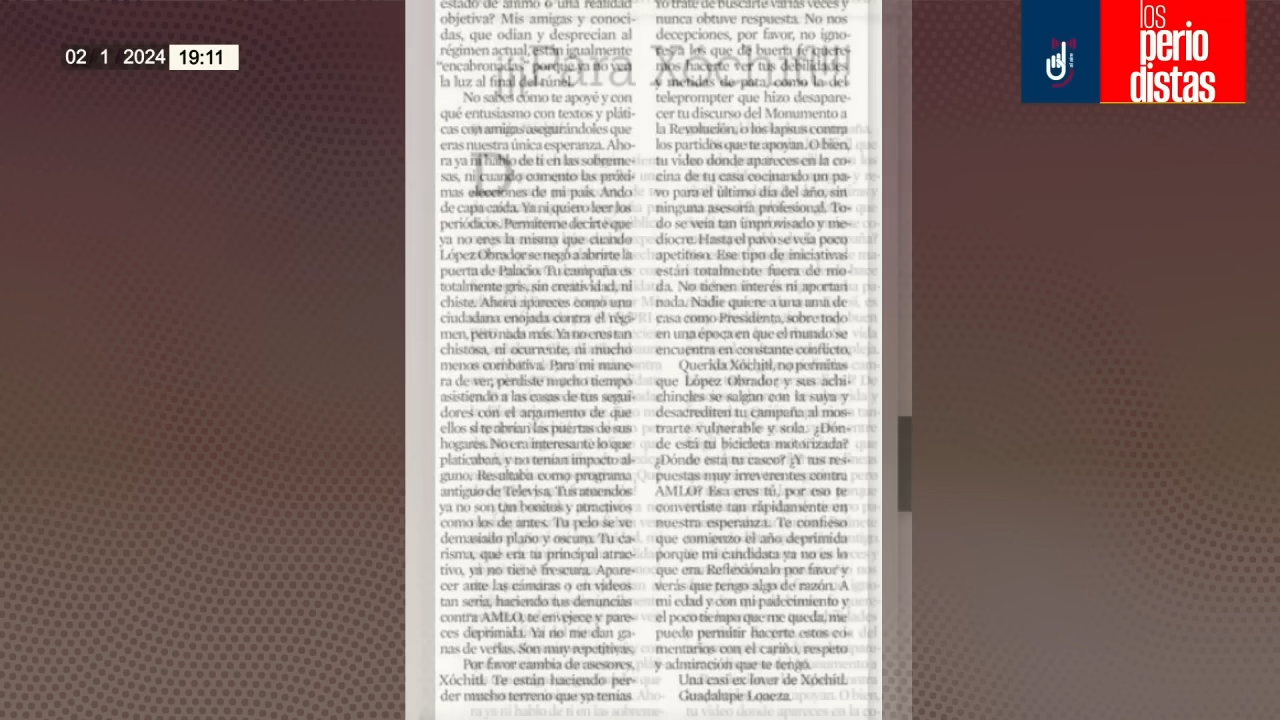 02 1 2024 19:11
los
perio
distas
al aire
estado de ánimo o una realidad
objetiva? Mis amigas y conoci-
das, que odian y desprecian al
régimen actual, están igualmente
“encabronadas” porque ya no ven
la luz al final del túnel.
No sabes cómo te apoyé y con
qué entusiasmo con textos y pláti-
cas con amigas asegurándoles que
eras nuestra única esperanza. Aho-
ra ya ni hablo de ti en las sobreme-
sas, ni cuando comento las próxi-
mas elecciones de mi país. Ando
de capa caída. Ya ni quiero leer los
periódicos. Permíteme decirte que
ya no eres la misma que cuando
López Obrador se negó a abrirte la
puerta de Palacio. Tu campaña es
totalmente gris, sin creatividad, ni
chiste. Ahora apareces como una
ciudadana enojada contra el régi-
men, pero nada más. Ya no eres tan
chistosa, ni ocurrente, ni mucho
menos combativa. Para mi mane-
ra de ver, perdiste mucho tiempo
asistiendo a las casas de tus segui-
dores con el argumento de que
ellos sí te abrían las puertas de sus
hogares. No era interesante lo que
platicaban, y no tenían impacto al-
guno. Resultaba como programa
antiguo de Televisa. Tus atuendos
ya no son tan bonitos y atractivos
como los de antes. Tu pelo se ve
demasiado plano y oscuro. Tu ca-
risma, que era tu principal atrac-
tivo, ya no tiene frescura. Apare-
cer ante las cámaras o en videos
tan seria, haciendo tus denuncias
contra AMLO, te envejece y pare-
ces deprimida. Ya no me dan ga-
nas de verlas. Son muy repetitivas.
Por favor cambia de asesores,
Xóchitl. Te están haciendo per-
der mucho terreno que ya tenías
Yo traté de buscarte varias veces y
nunca obtuve respuesta. No nos
decepciones, por favor, no igno-
res a los que de buena fe quere-
mos hacerte ver tus debilidades
y metidas de pata, como la del
teleprompter que hizo desapare-
cer tu discurso del Monumento a
la Revolución, o los lapsus contra
los partidos que te apoyan. O bien,
tu video donde apareces en la co-
cina de tu casa cocinando un pa-
vo para el último día del año, sin
ninguna asesoría profesional. To-
do se veía tan improvisado y me-
diocre. Hasta el pavo se veía poco
apetitoso. Ese tipo de iniciativas
están totalmente fuera de mo-
da. No tienen interés ni aportan
nada. Nadie quiere a una ama de
casa como Presidenta, sobre todo
en una época en que el mundo se
encuentra en constante conflicto.
Querida Xóchitl, no permitas
que López Obrador y sus achi-
chincles se salgan con la suya y
desacrediten tu campaña al mos-
trarte vulnerable y sola. ¿Dón-
de está tu bicicleta motorizada?
¿Dónde está tu casco? ¿Y tus res-
puestas muy irreverentes contra
AMLO? Esa eres tú, por eso te
convertiste tan rápidamente en
nuestra esperanza. Te confieso
que comienzo el año deprimida
porque mi candidata ya no es lo
que era. Reflexiónalo por favor y
verás que tengo algo de razón. A
mi edad y con mi padecimiento y
el poco tiempo que me queda, me
puedo permitir hacerte estos co-
mentarios con el cariño, respeto
y admiración que te tengo.
Una casi ex lover de Xóchitl.
Guadalupe Loaeza.